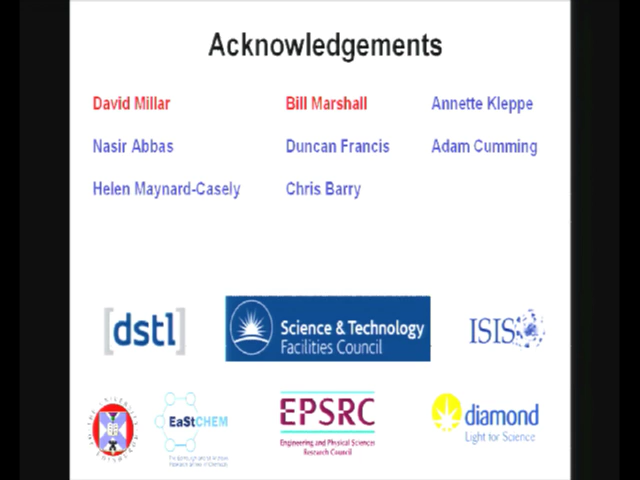 Acknowledgements
David Millar Bill Marshall Annette Kleppe
Nasir Abbas Duncan Francis Adam Cumming
Helen Maynard-Casely Chris Barry
[dstl]
Science & Technology
Facilities Council
ISIS
EaStCHEM
EPSRC
Engineering and Physical Sciences
Research Council
diamond
Light for Science